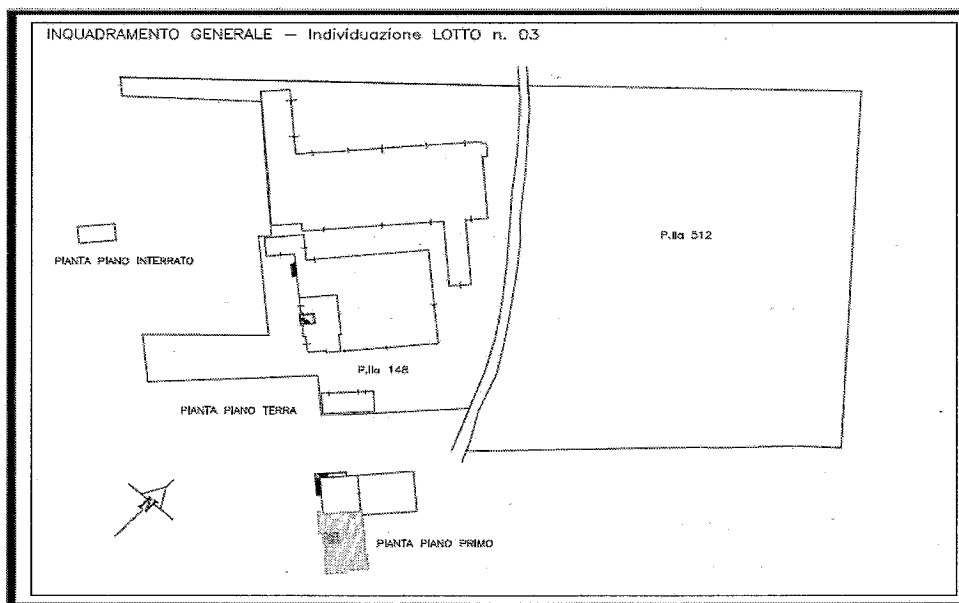 INQUADRAMENTO GENERALE – Individuazione LOTTO n. 03
P.lla 512
PIANTA PIANO INTERRATO
P.lla 148
PIANTA PIANO TERRA
N
PIANTA PIANO PRIMO